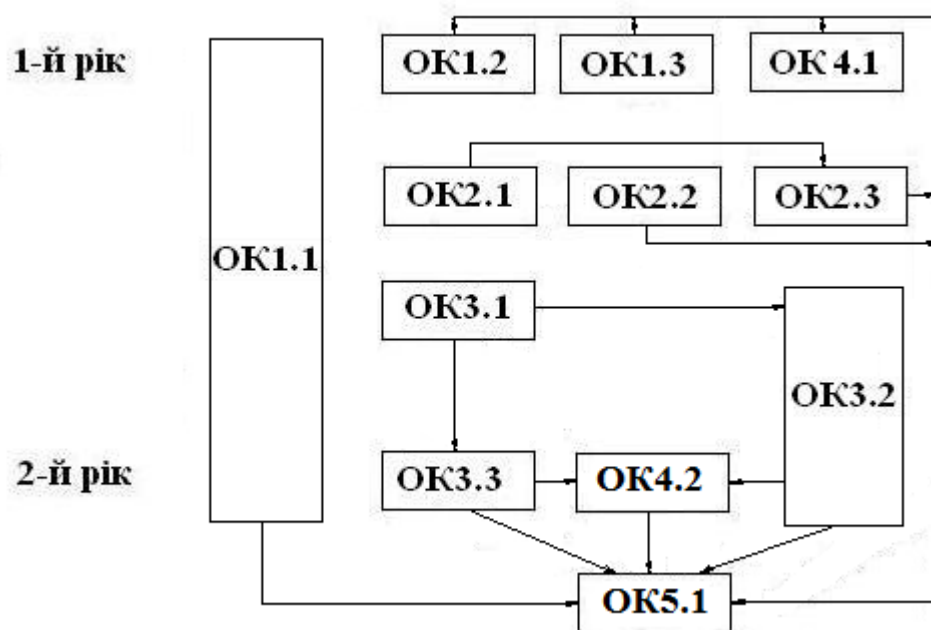 1-й рік
ОК1.2
ОК1.3
ОК 4.1
ОК2.1
ОК2.2
ОК2.3
ОК1.1
ОК3.1
ОК3.2
2-й рік
ОК3.3
ОК4.2
ОК5.1